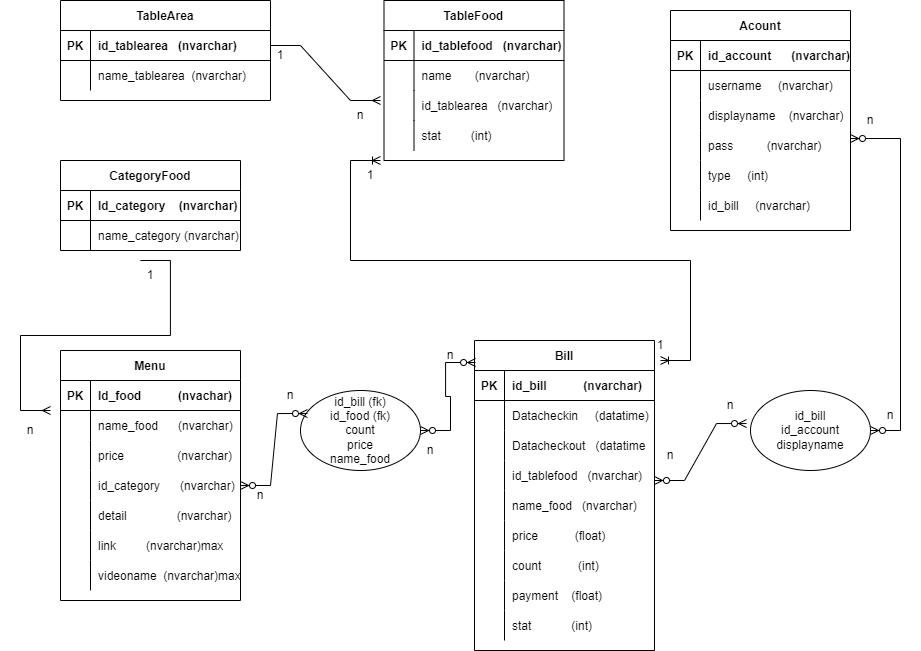 TableArea
PK id_tablearea (nvarchar)
name_tablearea (nvarchar)
1
n
TableFood
PK id_tablefood (nvarchar)
name (nvarchar)
id_tablearea (nvarchar)
stat (int)
1
Acount
PK id_account (nvarchar)
username (nvarchar)
displayname (nvarchar)
pass (nvarchar)
type (int)
id_bill (nvarchar)
n
CategoryFood
PK Id_category (nvarchar)
name_category (nvarchar)
1
n
Menu
PK Id_food (nvachar)
name_food (nvarchar)
price (nvarchar)
id_category (nvarchar)
detail (nvarchar)
link (nvarchar)max
videoname (nvarchar)max
n
n
id_bill (fk)
id_food (fk)
count
price
name_food
n
n
1
Bill
PK id_bill (nvarchar)
Datacheckin (datatime)
Datacheckout (datatime
id_tablefood (nvarchar)
name_food (nvarchar)
price (float)
count (int)
payment (float)
stat (int)
n
n
id_bill
id_account
displayname
n